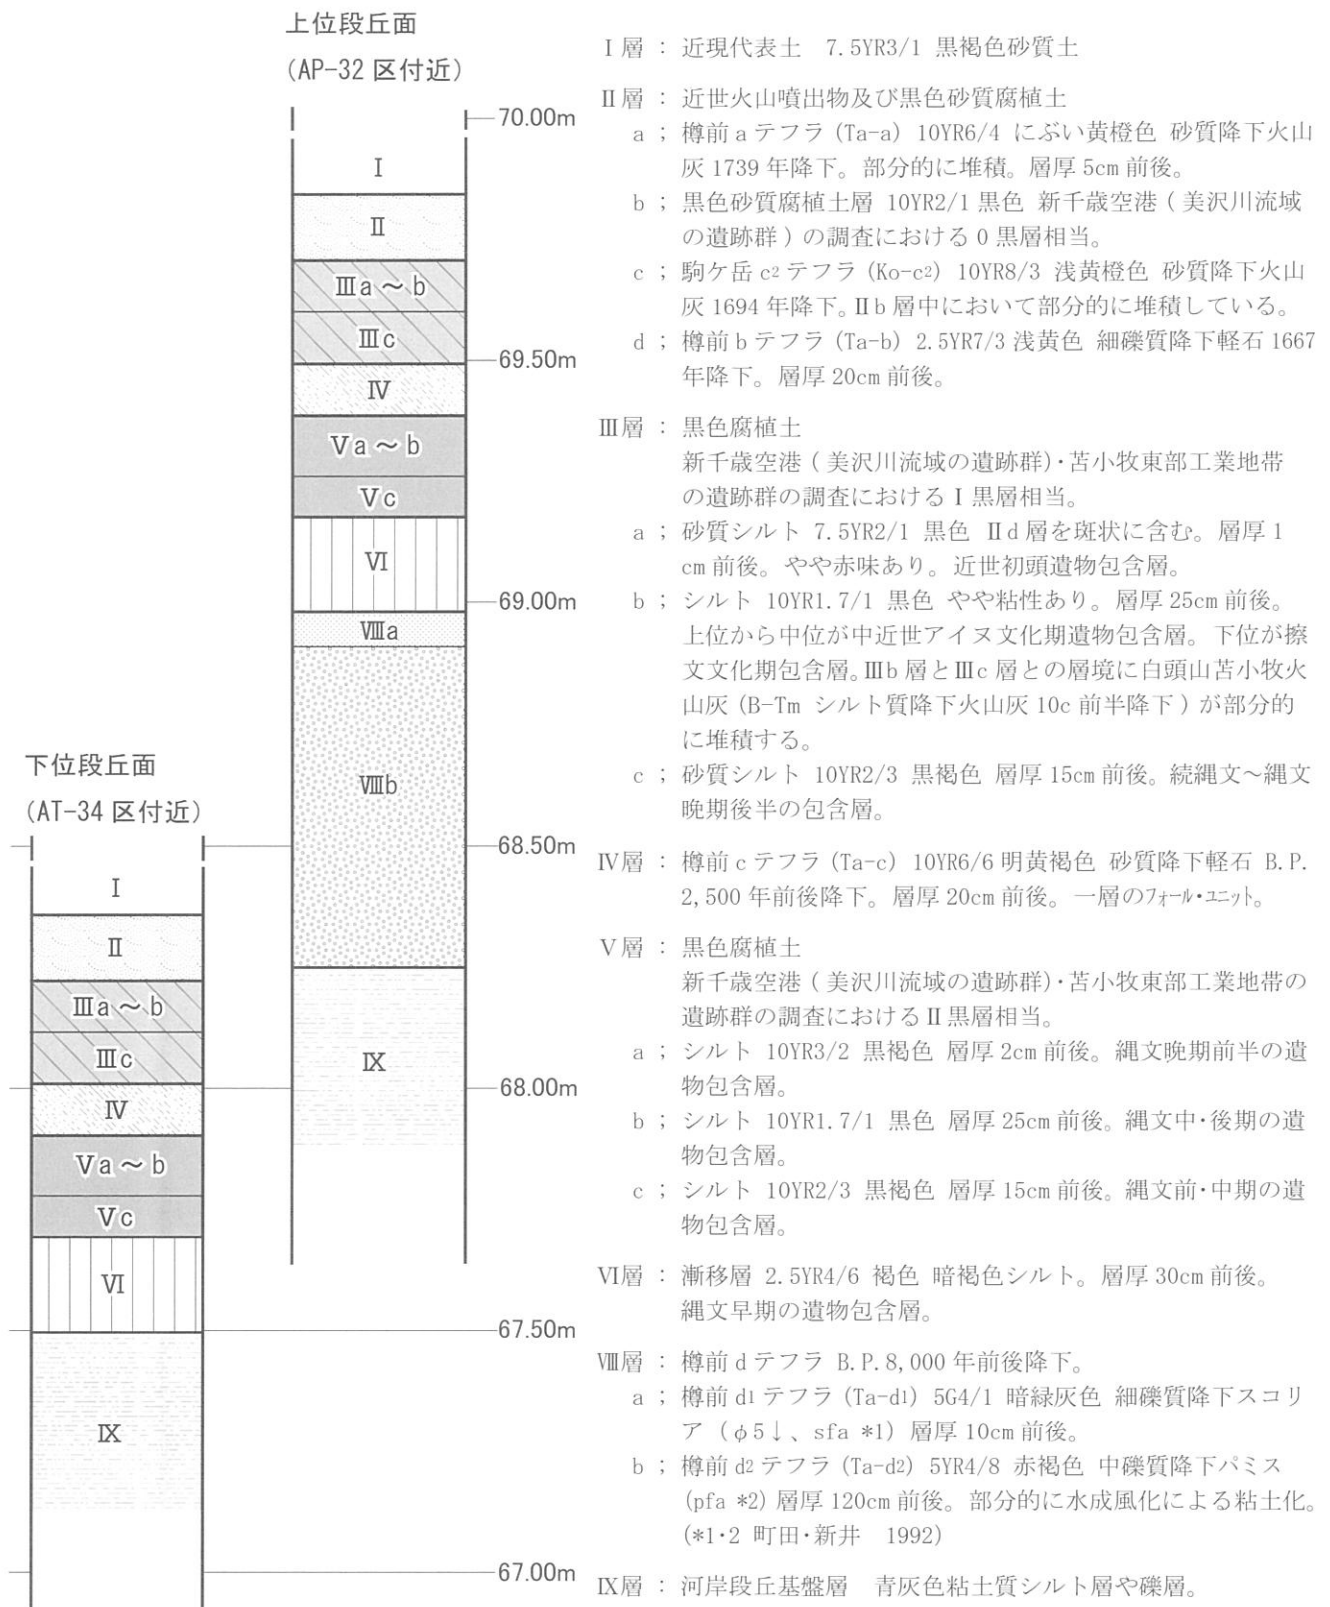 上位段丘面
(AP-32 区付近)
70.00m
Ⅰ
Ⅱ
Ⅲa～b
Ⅲc
69.50m
Ⅳ
Ⅴa～b
Ⅴc
Ⅵ
69.00m
Ⅷa
Ⅷb
68.50m
Ⅸ
68.00m
67.50m
67.00m
下位段丘面
(AT-34 区付近)
Ⅰ
Ⅱ
Ⅲa～b
Ⅲc
Ⅳ
Ⅴa～b
Ⅴc
Ⅵ
Ⅸ
Ⅰ層 : 近現代表土 7.5YR3/1 黒褐色砂質土
Ⅱ層 : 近世火山噴出物及び黒色砂質腐植土
a ; 樽前 a テフラ (Ta-a) 10YR6/4 にぶい黄橙色 砂質降下火山
灰 1739 年降下。部分的に堆積。層厚 5cm 前後。
b ; 黒色砂質腐植土層 10YR2/1 黒色 新千歳空港 ( 美沢川流域
の遺跡群 ) の調査における 0 黒層相当。
c ; 駒ケ岳 c2 テフラ (Ko-c2) 10YR8/3 浅黄橙色 砂質降下火山
灰 1694 年降下。Ⅱb 層中において部分的に堆積している。
d ; 樽前 b テフラ (Ta-b) 2.5YR7/3 浅黄色 細礫質降下軽石 1667
年降下。層厚 20cm 前後。
Ⅲ層 : 黒色腐植土
新千歳空港 ( 美沢川流域の遺跡群)・苫小牧東部工業地帯
の遺跡群の調査における Ⅰ 黒層相当。
a ; 砂質シルト 7.5YR2/1 黒色 Ⅱd 層を斑状に含む。層厚 1
cm 前後。やや赤味あり。近世初頭遺物包含層。
b ; シルト 10YR1.7/1 黒色 やや粘性あり。層厚 25cm 前後。
上位から中位が中近世アイヌ文化期遺物包含層。下位が擦
文文化期包含層。Ⅲb 層とⅢc 層との層境に白頭山苫小牧火
山灰 (B-Tm シルト質降下火山灰 10c 前半降下 ) が部分的
に堆積する。
c ; 砂質シルト 10YR2/3 黒褐色 層厚 15cm 前後。続縄文～縄文
晩期後半の包含層。
Ⅳ層 : 樽前 c テフラ (Ta-c) 10YR6/6 明黄褐色 砂質降下軽石 B.P.
2,500 年前後降下。層厚 20cm 前後。一層のフォール・ユニット。
Ⅴ層 : 黒色腐植土
新千歳空港 ( 美沢川流域の遺跡群)・苫小牧東部工業地帯の
遺跡群の調査における Ⅱ 黒層相当。
a ; シルト 10YR3/2 黒褐色 層厚 2cm 前後。縄文晩期前半の遺
物包含層。
b ; シルト 10YR1.7/1 黒色 層厚 25cm 前後。縄文中・後期の遺
物包含層。
c ; シルト 10YR2/3 黒褐色 層厚 15cm 前後。縄文前・中期の遺
物包含層。
Ⅵ層 : 漸移層 2.5YR4/6 褐色 暗褐色シルト。層厚 30cm 前後。
縄文早期の遺物包含層。
Ⅷ層 : 樽前 d テフラ B.P.8,000 年前後降下。
a ; 樽前 d1 テフラ (Ta-d1) 5G4/1 暗緑灰色 細礫質降下スコリ
ア (φ5↓、sfa *1) 層厚 10cm 前後。
b ; 樽前 d2 テフラ (Ta-d2) 5YR4/8 赤褐色 中礫質降下パミス
(pfa *2) 層厚 120cm 前後。部分的に水成風化による粘土化。
(*1・2 町田・新井 1992)
Ⅸ層 : 河岸段丘基盤層 青灰色粘土質シルト層や礫層。